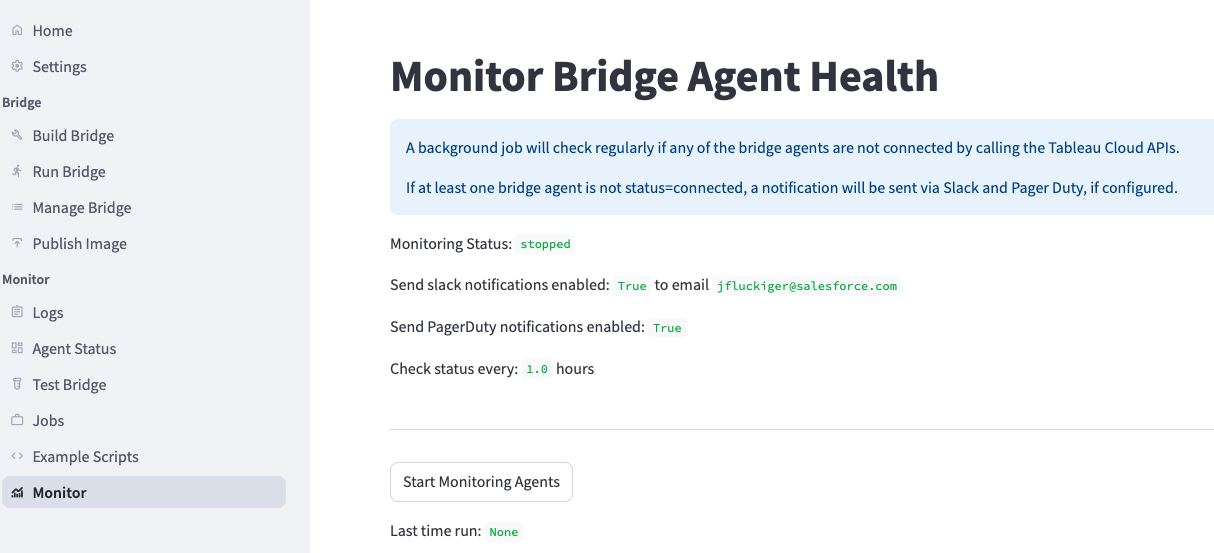 Home
Settings
Bridge
Build Bridge
Run Bridge
Manage Bridge
Publish Image
Monitor
Logs
Agent Status
Test Bridge
Jobs
Example Scripts
Monitor
Monitor Bridge Agent Health
A background job will check regularly if any of the bridge agents are not connected by calling the Tableau Cloud APIs.
If at least one bridge agent is not status=connected, a notification will be sent via Slack and Pager Duty, if configured.
Monitoring Status: stopped
Send slack notifications enabled: True to email jfluckiger@salesforce.com
Send PagerDuty notifications enabled: True
Check status every: 1.0 hours
Start Monitoring Agents
Last time run: None